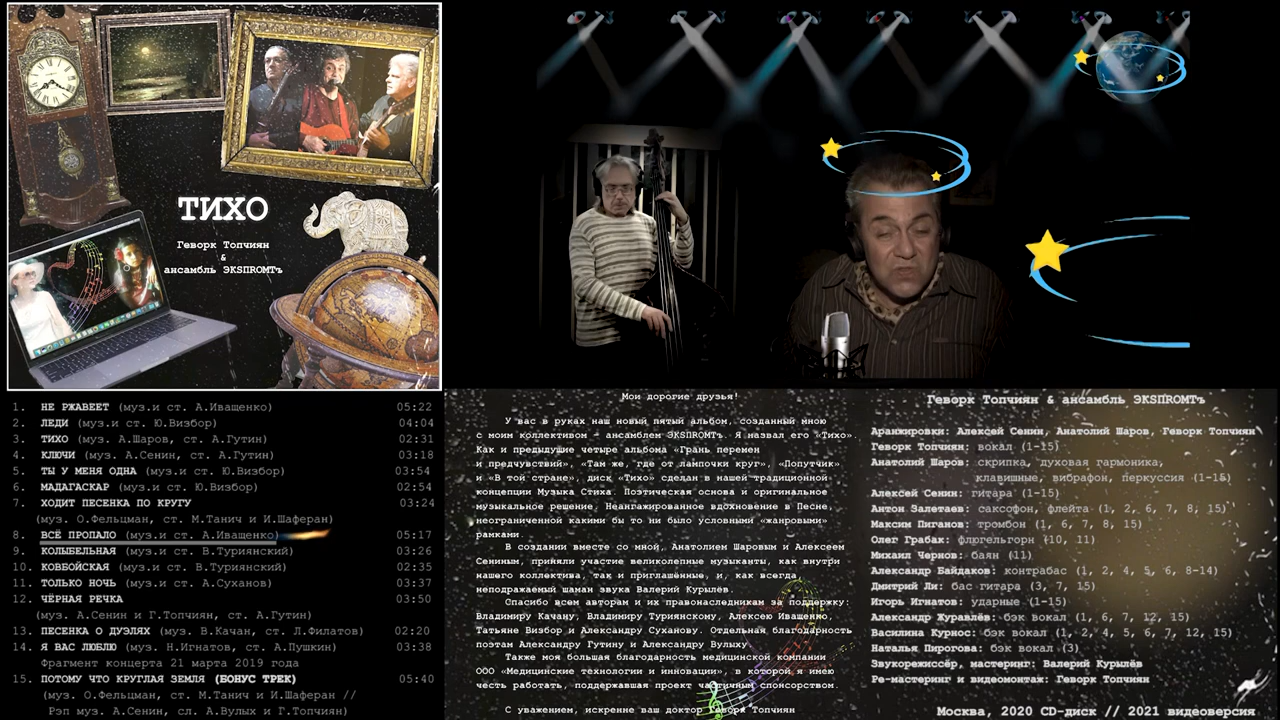 ТИХО
Геворк Топчиян
&
ансамбль ЭКSПRОМТъ
1. НЕ РЖАВЕЕТ (муз.и ст. А.Иващенко) 05:22
2. ЛЕДИ (муз.и ст. Ю.Визбор) 04:04
3. ТИХО (муз. А.Шаров, ст. А.Гутин) 02:31
4. КЛЮЧИ (муз. А.Сенин, ст. А.Гутин) 03:18
5. ТЫ У МЕНЯ ОДНА (муз.и ст. Ю.Визбор) 03:54
6. МАДАГАСКАР (муз.и ст. Ю.Визбор) 02:54
7. ХОДИТ ПЕСЕНКА ПО КРУГУ 03:24
(муз. О.Фельцман, ст. М.Танич и И.Шаферан)
8. ВСЁ ПРОПАЛО (муз.и ст. А.Иващенко) 05:17
9. КОЛЫБЕЛЬНАЯ (муз.и ст. В.Туриянский) 03:26
10. КОВБОЙСКАЯ (муз.и ст. В.Туриянский) 02:35
11. ТОЛЬКО НОЧЬ (муз.и ст. А.Суханов) 03:37
12. ЧЁРНАЯ РЕЧКА 03:50
(муз. А.Сенин и Г.Топчиян, ст. А.Гутин)
13. ПЕСЕНКА О ДУЭЛЯХ (муз. В.Качан, ст. Л.Филатов) 02:20
14. Я ВАС ЛЮБЛЮ (муз. Н.Игнатов, ст. А.Пушкин) 03:38
Фрагмент концерта 21 марта 2019 года
15. ПОТОМУ ЧТО КРУГЛАЯ ЗЕМЛЯ (БОНУС ТРЕК) 05:40
(муз. О.Фельцман, ст. М.Танич и И.Шаферан //
Рэп муз. А.Сенин, сл. А.Вулых и Г.Топчиян)
Мои дорогие друзья!
У вас в руках наш новый пятый альбом, созданный мною
с моим коллективом - ансамблем ЭКSПRОМТъ. Я назвал его «Тихо».
Как и предыдущие четыре альбома «Грань перемен
и предчувствий», «Там же, где от лампочки круг», «Попутчик»
и «В той стране», диск «Тихо» сделан в нашей традиционной
концепции Музыка Стиха. Поэтическая основа и оригинальное
музыкальное решение. Неангажированное вдохновение в Песне,
неограниченной какими бы то ни было условными «жанровыми»
рамками.
В создании вместе со мной, Анатолием Шаровым и Алексеем
Сениным, приняли участие великолепные музыканты, как внутри
нашего коллектива, так и приглашённые, и, как всегда,
неподражаемый шаман звука Валерий Курылёв.
Спасибо всем авторам и их правонаследникам за поддержку:
Владимиру Качану, Владимиру Туриянскому, Алексею Иващенко,
Татьяне Визбор и Александру Суханову. Отдельная благодарность
поэтам Александру Гутину и Александру Вулыху
Также моя большая благодарность медицинской компании
ООО «Медицинские технологии и инновации», в которой я имею
честь работать, поддержавшая проект частичным спонсорством.
С уважением, искренне ваш доктор Геворк Топчиян
Геворк Топчиян & ансамбль ЭКSПRОМТъ
Аранжировки: Алексей Сенин, Анатолий Шаров, Геворк Топчиян
Геворк Топчиян: вокал (1-15)
Анатолий Шаров: скрипка, духовая гармоника,
клавишные, вибрафон, перкуссия (1-15)
Алексей Сенин: гитара (1-15)
Антон Залетаев: саксофон, флейта (1, 2, 6, 7, 8, 15)
Максим Пиганов: тромбон (1, 6, 7, 8, 15)
Олег Грабак: флюгельгорн (10, 11)
Михаил Чернов: баян (11)
Александр Байдаков: контрабас (1, 2, 4, 5, 6, 8-14)
Дмитрий Ли: бас гитара (3, 7, 15)
Игорь Игнатов: ударные (1-15)
Александр Журавлёв: бэк вокал (1, 6, 7, 12, 15)
Василина Курнос: бэк вокал (1, 2, 4, 5, 6, 7, 12, 15)
Наталья Пирогова: бэк вокал (3)
Звукорежиссёр, мастеринг: Валерий Курылёв
Ре-мастеринг и видеомонтаж: Геворк Топчиян
Москва, 2020 CD-диск // 2021 видеоверсия